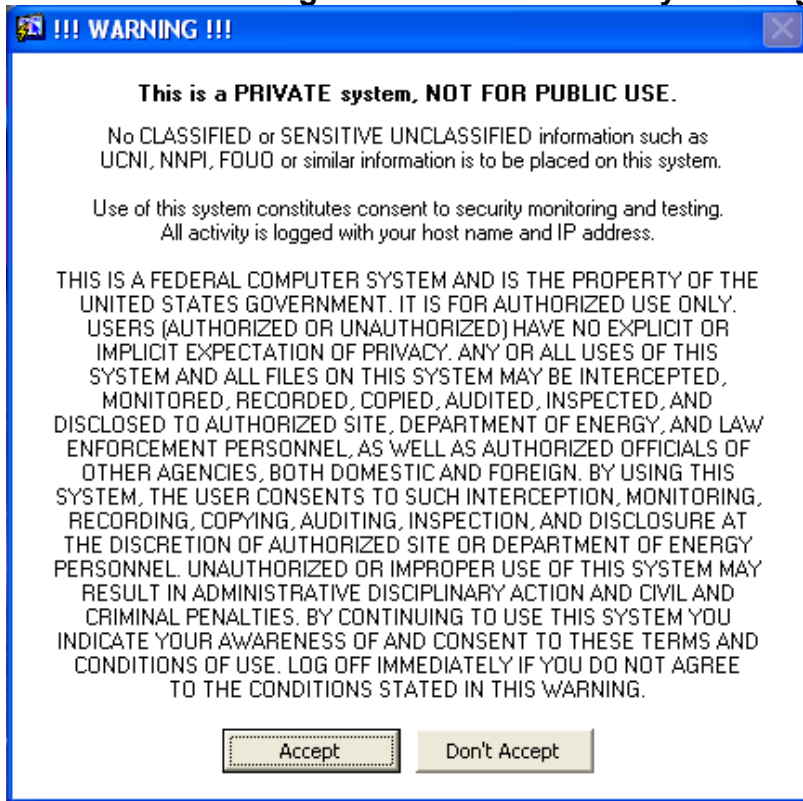 !!! WARNING !!!
This is a PRIVATE system, NOT FOR PUBLIC USE.
No CLASSIFIED or SENSITIVE UNCLASSIFIED information such as
UCNI, NNPI, FOUO or similar information is to be placed on this system.
Use of this system constitutes consent to security monitoring and testing.
All activity is logged with your host name and IP address.
THIS IS A FEDERAL COMPUTER SYSTEM AND IS THE PROPERTY OF THE
UNITED STATES GOVERNMENT. IT IS FOR AUTHORIZED USE ONLY.
USERS (AUTHORIZED OR UNAUTHORIZED) HAVE NO EXPLICIT OR
IMPLICIT EXPECTATION OF PRIVACY. ANY OR ALL USES OF THIS
SYSTEM AND ALL FILES ON THIS SYSTEM MAY BE INTERCEPTED,
MONITORED, RECORDED, COPIED, AUDITED, INSPECTED, AND
DISCLOSED TO AUTHORIZED SITE, DEPARTMENT OF ENERGY, AND LAW
ENFORCEMENT PERSONNEL, AS WELL AS AUTHORIZED OFFICIALS OF
OTHER AGENCIES, BOTH DOMESTIC AND FOREIGN. BY USING THIS
SYSTEM, THE USER CONSENTS TO SUCH INTERCEPTION, MONITORING,
RECORDING, COPYING, AUDITING, INSPECTION, AND DISCLOSURE AT
THE DISCRETION OF AUTHORIZED SITE OR DEPARTMENT OF ENERGY
PERSONNEL. UNAUTHORIZED OR IMPROPER USE OF THIS SYSTEM MAY
RESULT IN ADMINISTRATIVE DISCIPLINARY ACTION AND CIVIL AND
CRIMINAL PENALTIES. BY CONTINUING TO USE THIS SYSTEM YOU
INDICATE YOUR AWARENESS OF AND CONSENT TO THESE TERMS AND
CONDITIONS OF USE. LOG OFF IMMEDIATELY IF YOU DO NOT AGREE
TO THE CONDITIONS STATED IN THIS WARNING.
Accept Don't Accept